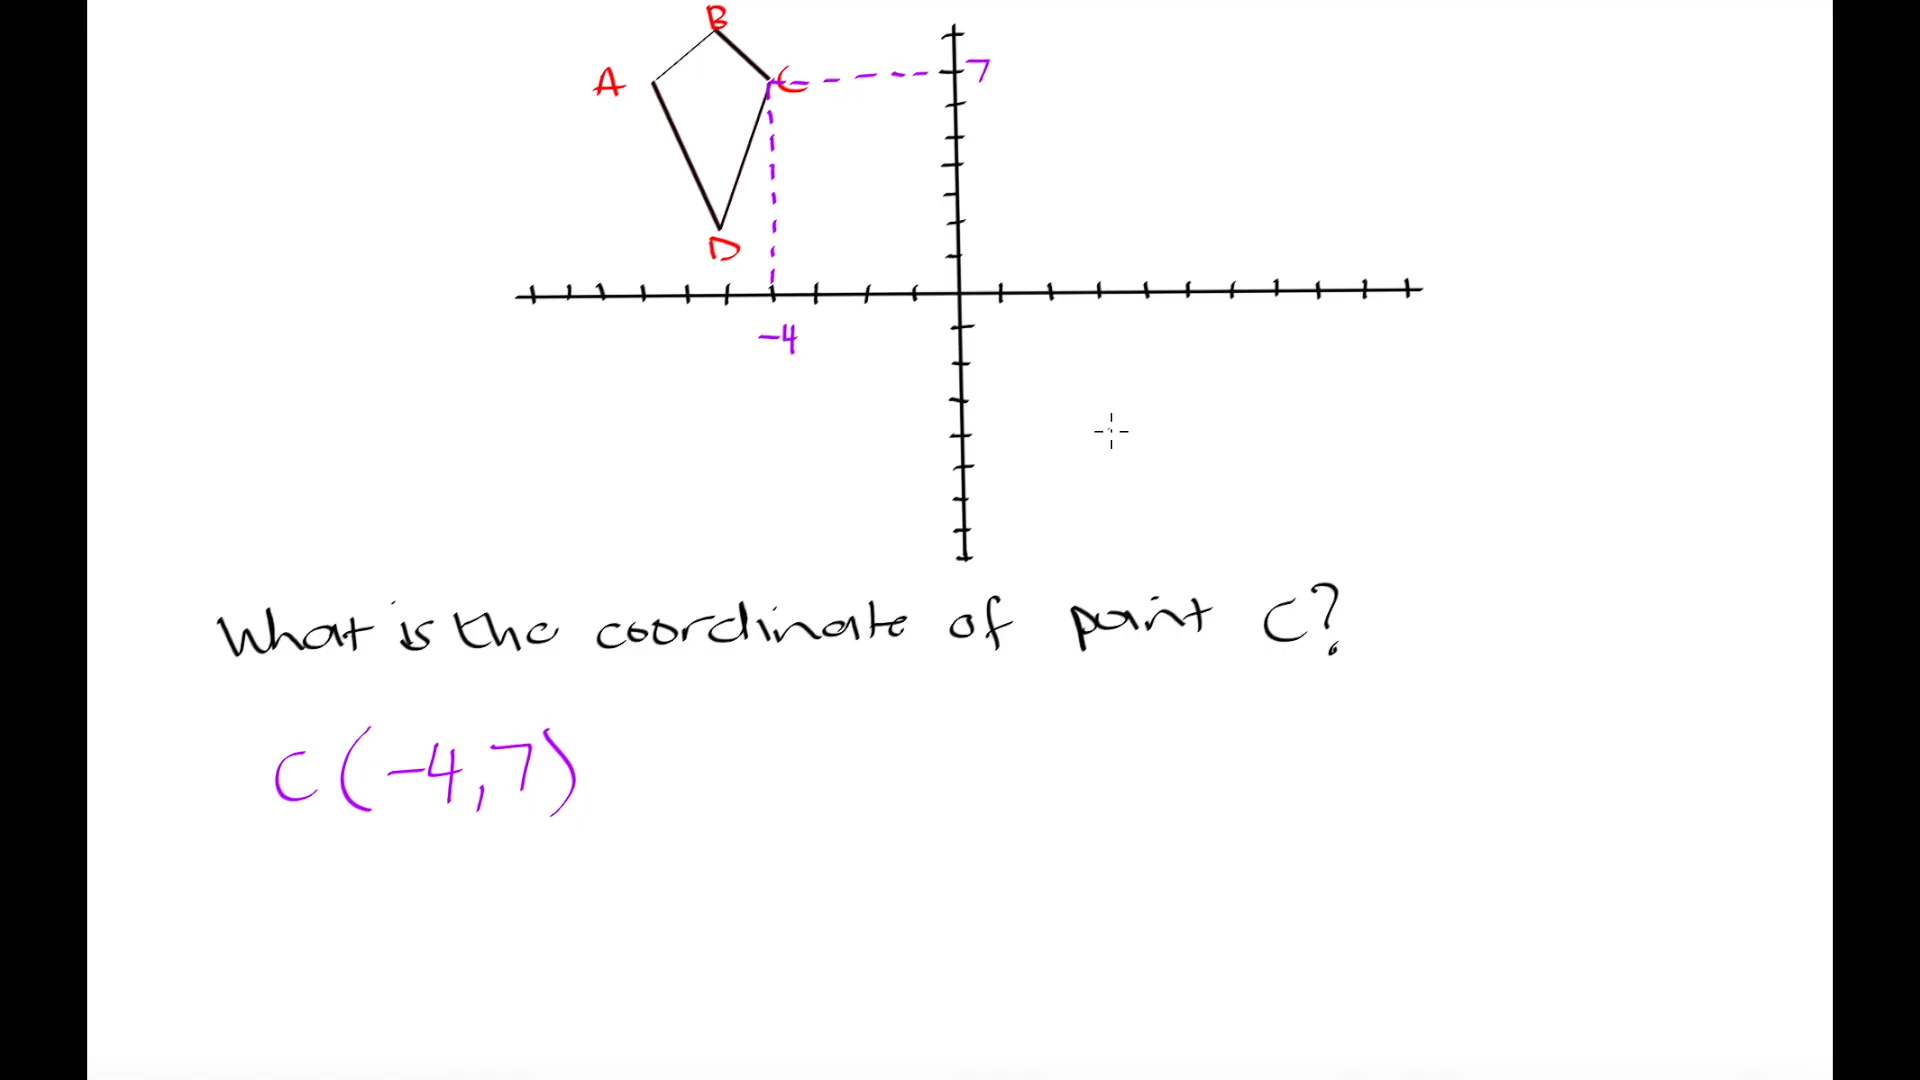 B
A
C
7
D
-4
What is the coordinate of point C?
C(-4,7)